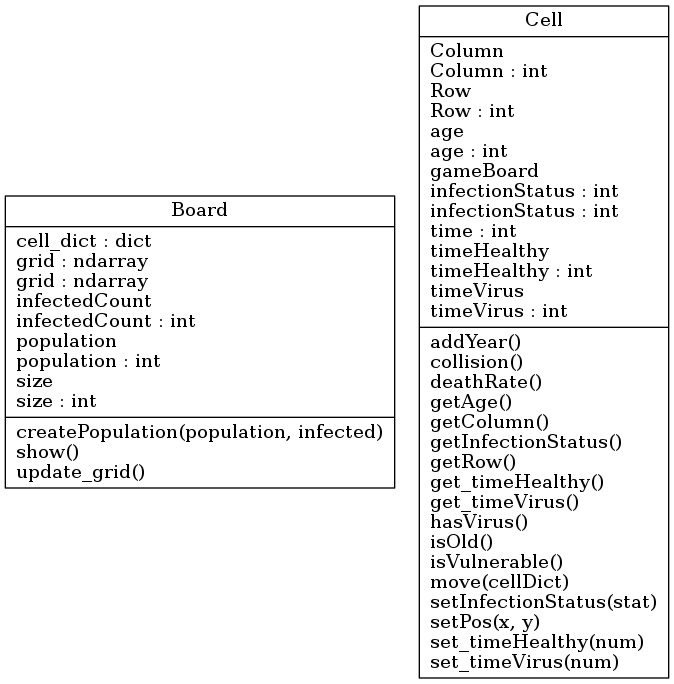 Board
cell_dict : dict
grid : ndarray
grid : ndarray
infectedCount
infectedCount : int
population
population : int
size
size : int
createPopulation(population, infected)
show()
update_grid()
Cell
Column
Column : int
Row
Row : int
age
age : int
gameBoard
infectionStatus : int
infectionStatus : int
time : int
timeHealthy
timeHealthy : int
timeVirus
timeVirus : int
addYear()
collision()
deathRate()
getAge()
getColumn()
getInfectionStatus()
getRow()
get_timeHealthy()
get_timeVirus()
hasVirus()
isOld()
isVulnerable()
move(cellDict)
setInfectionStatus(stat)
setPos(x, y)
set_timeHealthy(num)
set_timeVirus(num)